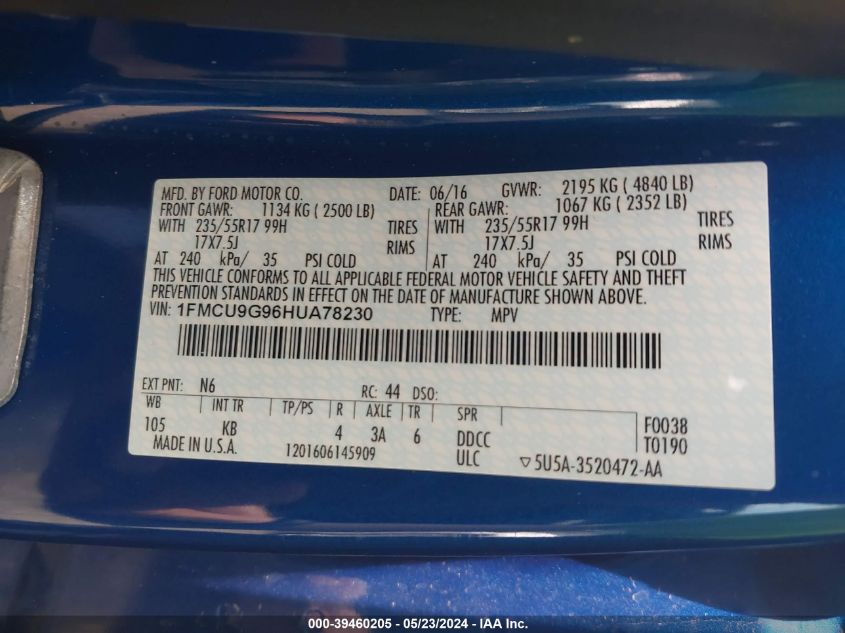 MFD. BY FORD MOTOR CO. DATE: 06/16 GVWR: 2195 KG ( 4840 LB)
FRONT GAWR: 1134 KG ( 2500 LB) REAR GAWR: 1067 KG ( 2352 LB)
WITH 235/55R17 99H TIRES WITH 235/55R17 99H TIRES
17X7.5J RIMS 17X7.5J RIMS
AT 240 kPa/ 35 PSI COLD AT 240 kPa/ 35 PSI COLD
THIS VEHICLE CONFORMS TO ALL APPLICABLE FEDERAL MOTOR VEHICLE SAFETY AND THEFT
PREVENTION STANDARDS IN EFFECT ON THE DATE OF MANUFACTURE SHOWN ABOVE.
VIN: 1FMCU9G96HUA78230 TYPE: MPV
EXT PNT: N6 RC: 44 DSO:
WB INT TR TP/PS R AXLE TR SPR F0038
105 KB 4 3A 6 DDCC T0190
MADE IN U.S.A. 1201606145909 ULC ▽5U5A-3520472-AA
000-39460205 - 05/23/2024 - IAA Inc.